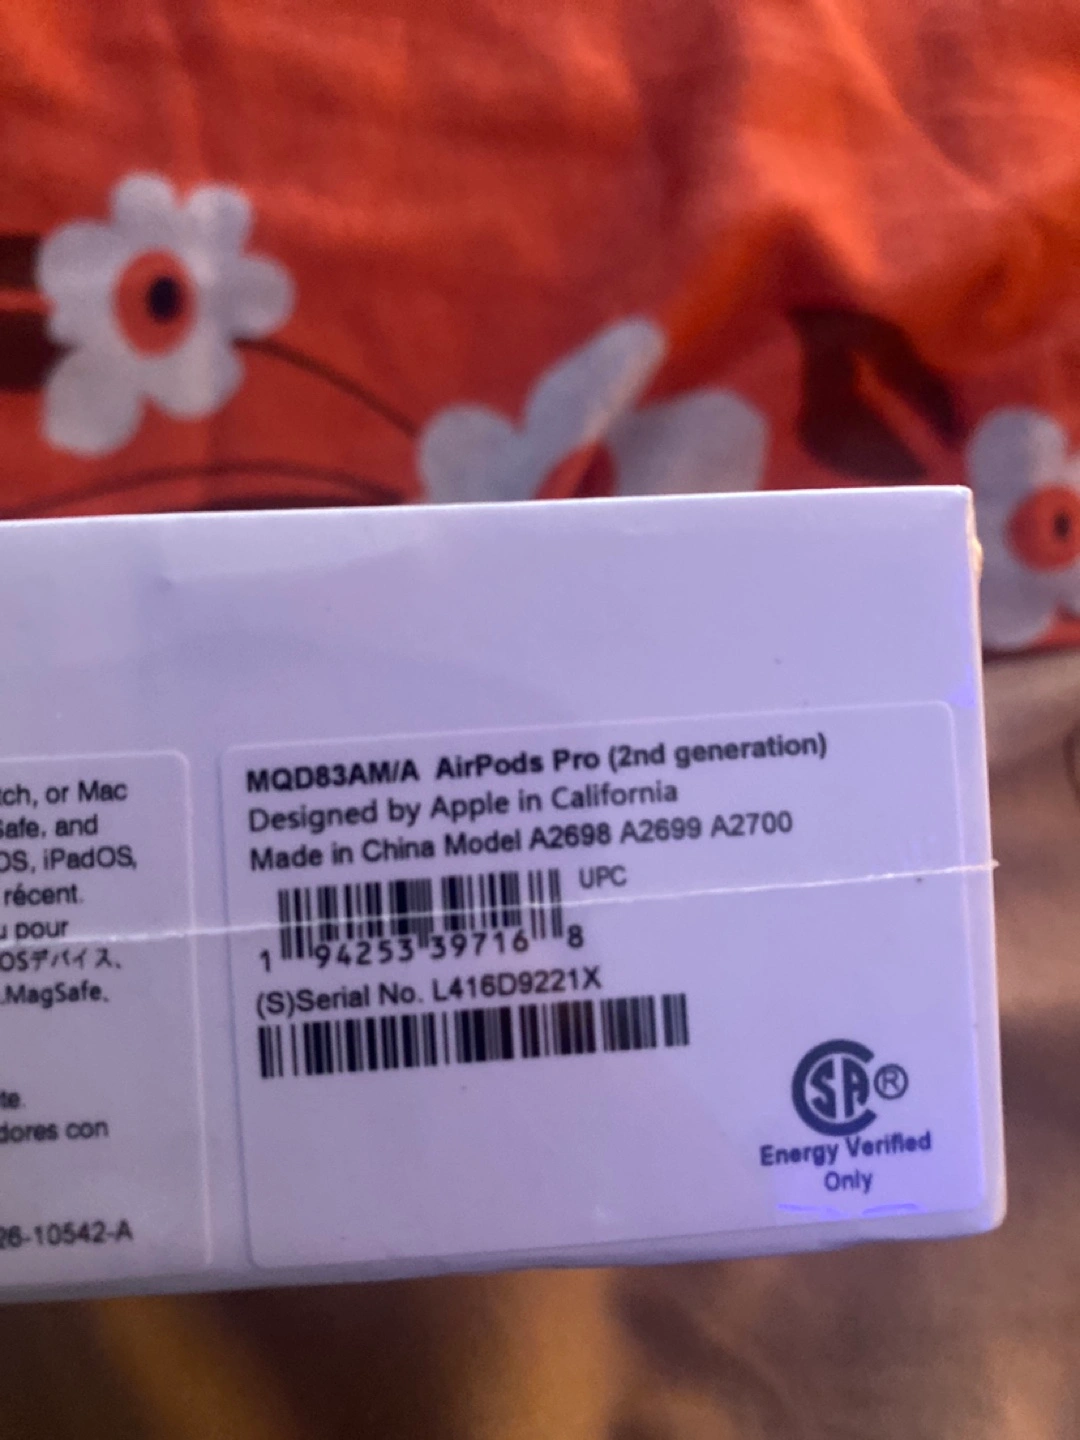 tch, or Mac
Safe, and
OS, iPadOS,
récent.
u pour
OSデバイス、
.MagSafe、
te.
dores con
26-10542-A
MQD83AM/A AirPods Pro (2nd generation)
Designed by Apple in California
Made in China Model A2698 A2699 A2700
UPC
1 94253 39716 8
(S)Serial No. L416D9221X
SA®
Energy Verified
Only